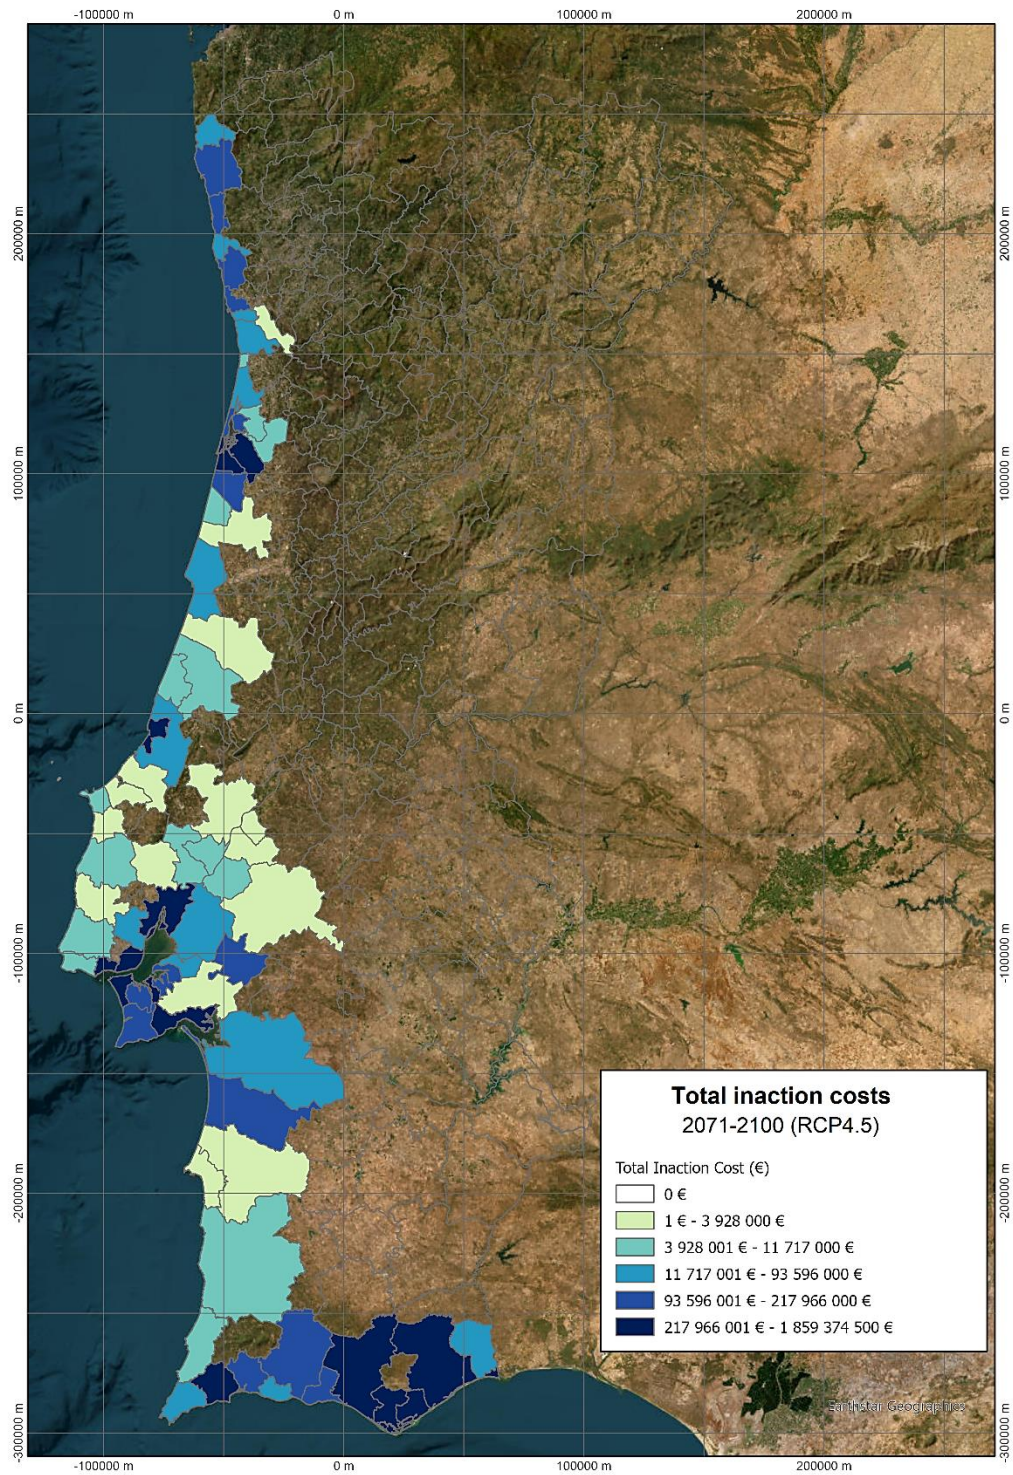 -100000 m 0 m 100000 m 200000 m
200000 m 200000 m
100000 m 100000 m
0 m 0 m
-100000 m -100000 m
-200000 m -200000 m
-300000 m -300000 m
Total inaction costs
2071-2100 (RCP4.5)
Total Inaction Cost (€)
0 €
1 € - 3 928 000 €
3 928 001 € - 11 717 000 €
11 717 001 € - 93 596 000 €
93 596 001 € - 217 966 000 €
217 966 001 € - 1 859 374 500 €
Earthstar Geographics
-100000 m 0 m 100000 m 200000 m